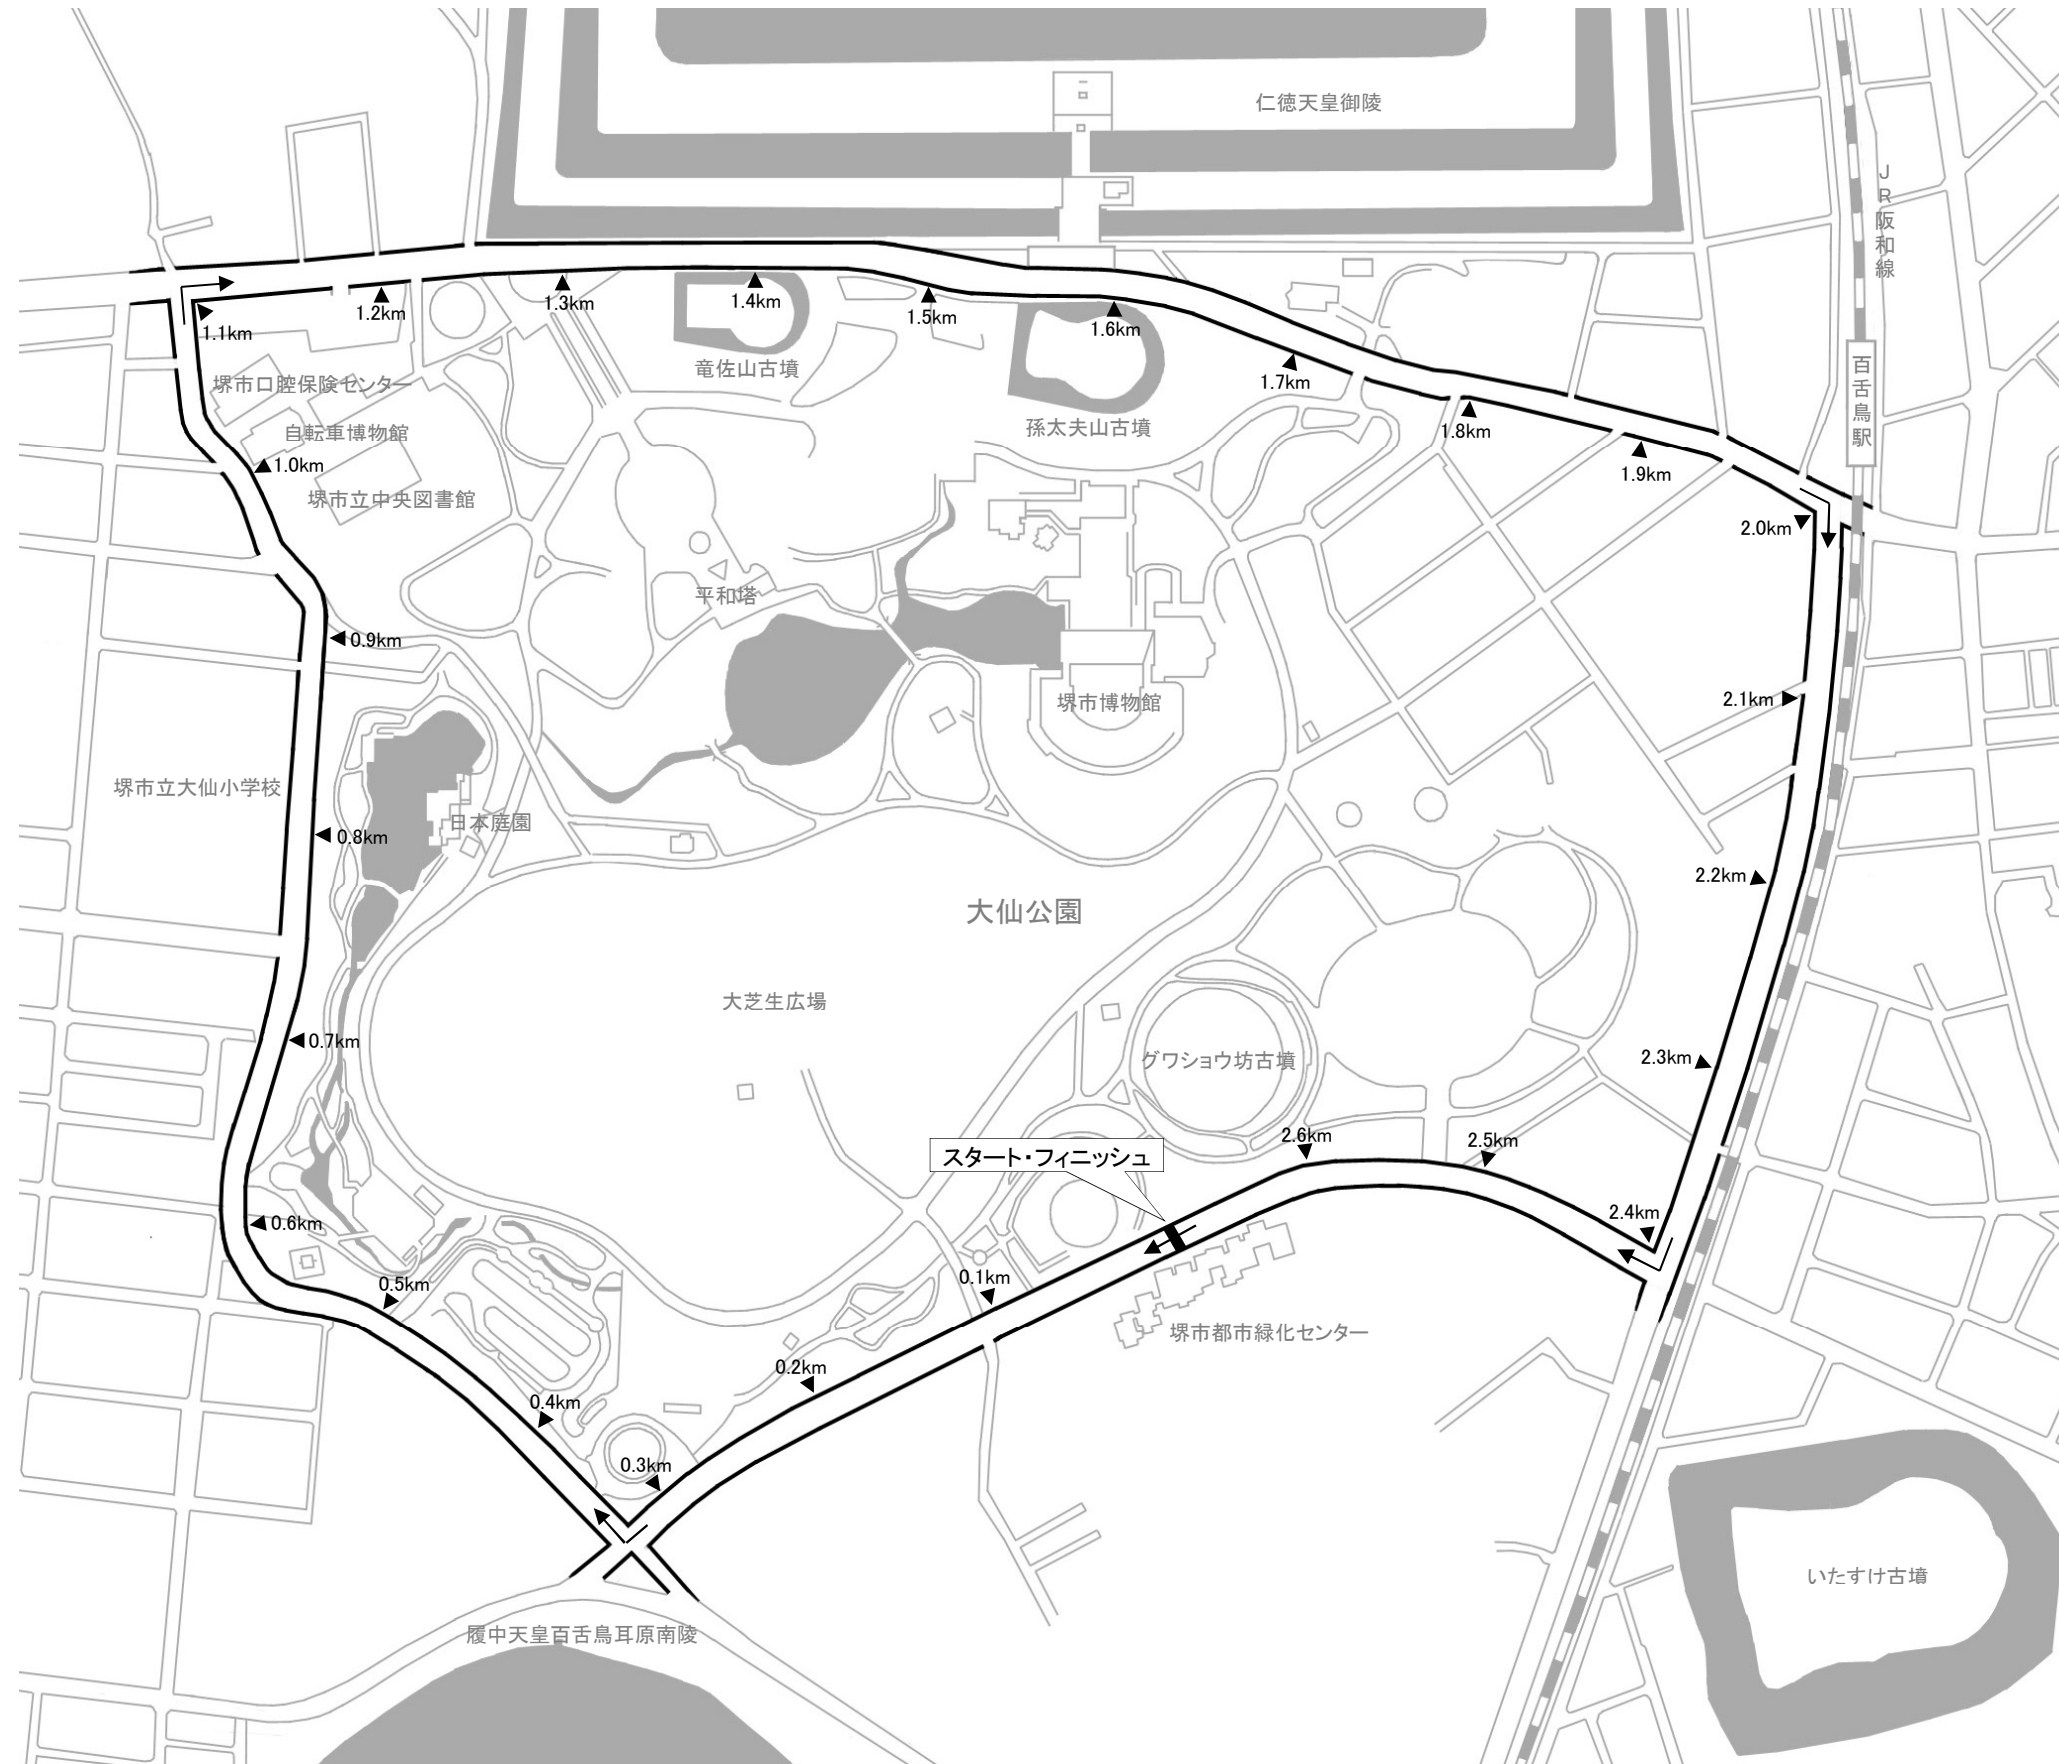 仁徳天皇御陵
JR阪和線
1.1km
1.2km
1.3km
1.4km
1.5km
1.6km
竜佐山古墳
孫太夫山古墳
1.7km
1.8km
1.9km
百舌鳥駅
2.0km
堺市口腔保険センター
自転車博物館
1.0km
堺市立中央図書館
平和塔
0.9km
堺市博物館
2.1km
堺市立大仙小学校
日本庭園
0.8km
2.2km
大仙公園
大芝生広場
0.7km
グワショウ坊古墳
2.3km
スタート・フィニッシュ
2.6km
2.5km
2.4km
0.6km
0.5km
0.1km
堺市都市緑化センター
0.2km
0.4km
0.3km
いたすけ古墳
履中天皇百舌鳥耳原南陵